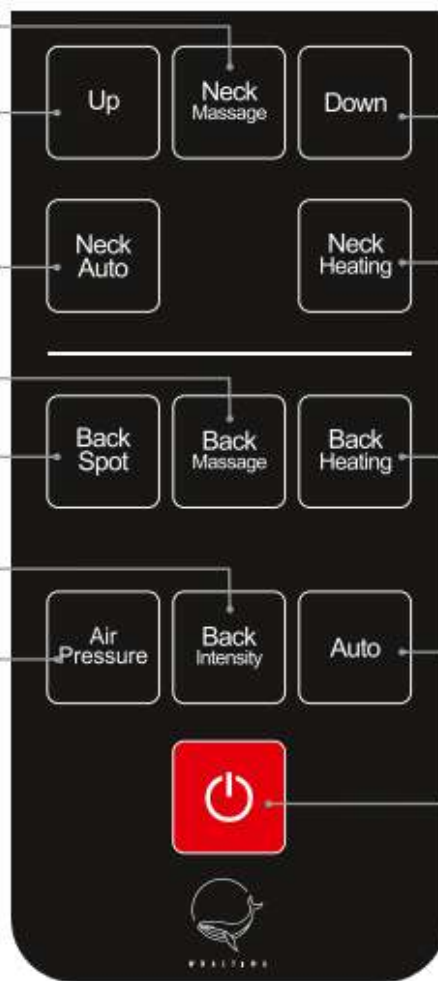 Up
Neck
Massage
Down
Neck
Auto
Neck
Heating
Back
Spot
Back
Massage
Back
Heating
Air
Pressure
Back
Intensity
Auto